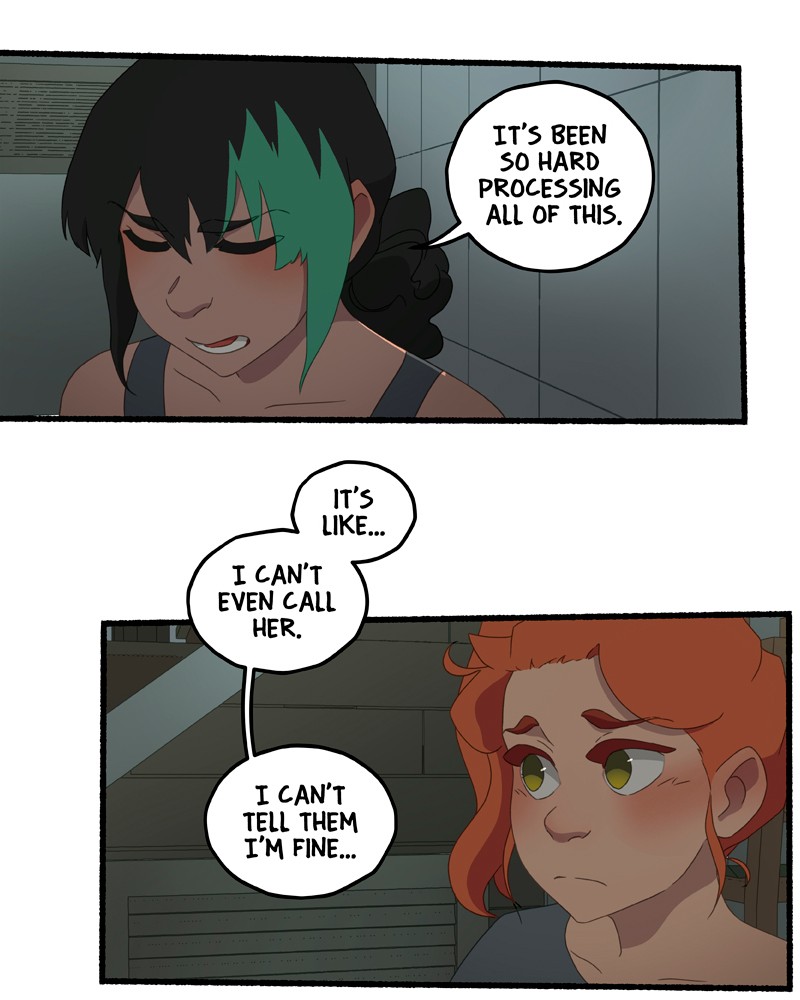 IT'S BEEN
SO HARD
PROCESSING
ALL OF THIS.
IT'S
LIKE...
I CAN'T
EVEN CALL
HER.
I CAN'T
TELL THEM
I'M FINE...